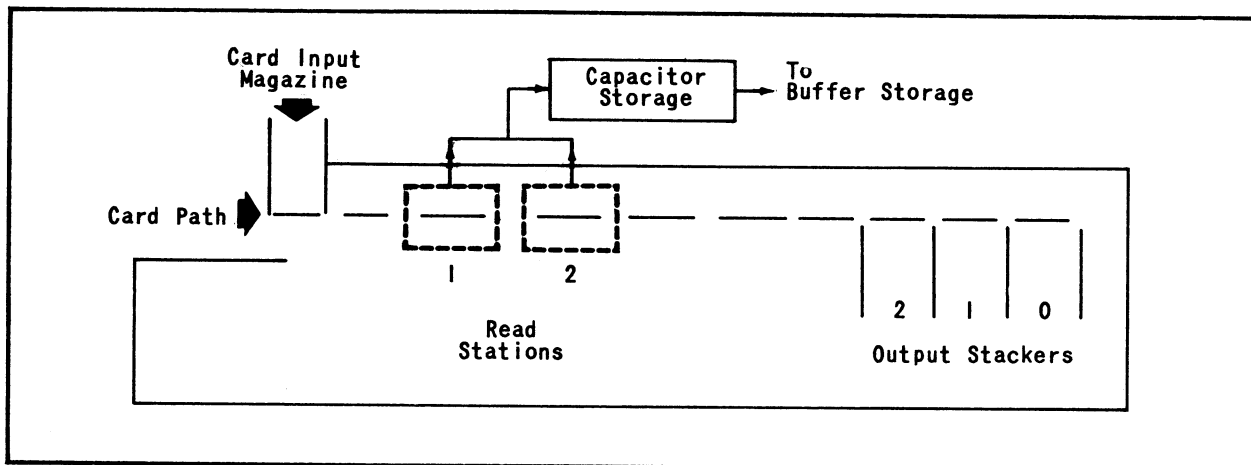 Card Input
Magazine
Capacitor
Storage
To
Buffer Storage
Card Path
1
2
Read
Stations
2
1
0
Output Stackers